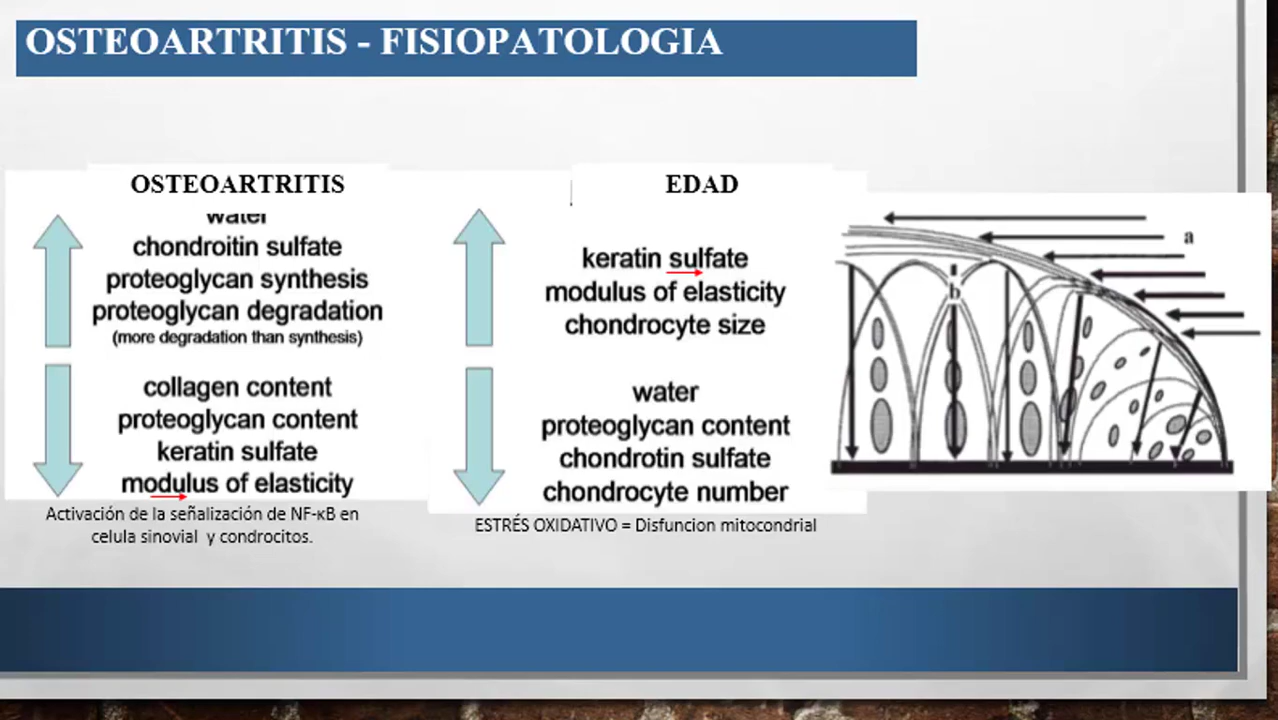 OSTEOARTRITIS - FISIOPATOLOGIA
OSTEOARTRITIS
water
chondroitin sulfate
proteoglycan synthesis
proteoglycan degradation
(more degradation than synthesis)
collagen content
proteoglycan content
keratin sulfate
modulus of elasticity
Activación de la señalización de NF-κB en
celula sinovial y condrocitos.
EDAD
keratin sulfate
modulus of elasticity
chondrocyte size
water
proteoglycan content
chondrotin sulfate
chondrocyte number
ESTRÉS OXIDATIVO = Disfuncion mitocondrial
a
b